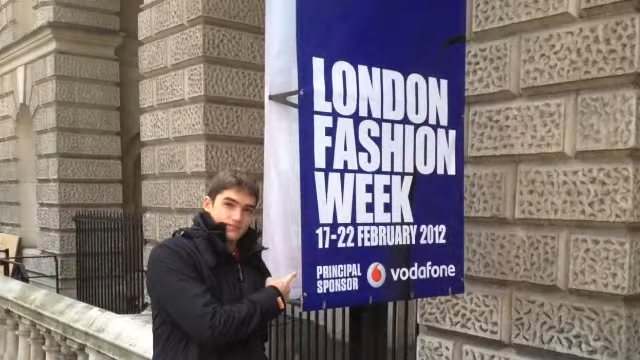 LONDON
FASHION
WEEK
17-22 FEBRUARY 2012
PRINCIPAL
SPONSOR
vodafone